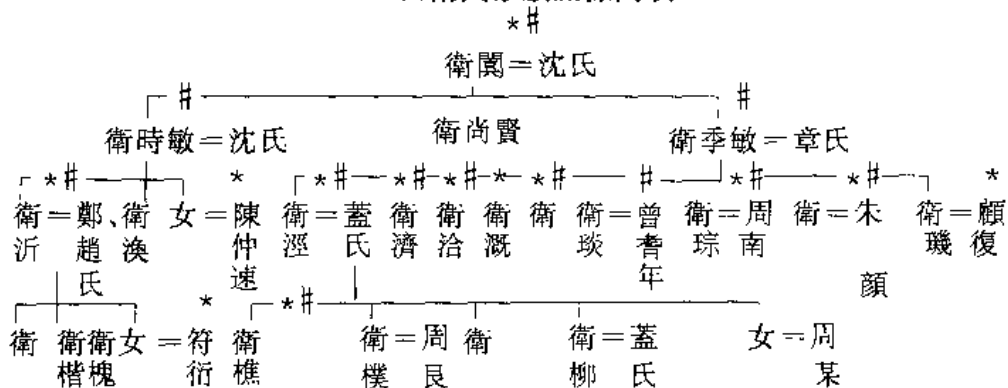 * #
衛闐=沈氏
# #
衛時敏=沈氏 衛尚賢 衛季敏=章氏
* # * * # * # * # * * # # * # * # *
衛沂=鄭、趙氏 衛渙 女=陳仲速 衛涇=蓋氏 衛濟 衛洽 衛溉 衛 衛琰=曾耆年 衛琮=周南 衛=朱顔 衛璣=顧復
* * #
衛 衛楷 衛槐 女=符衍 衛樵 衛樸=周艮 衛 衛柳=蓋氏 女=周某